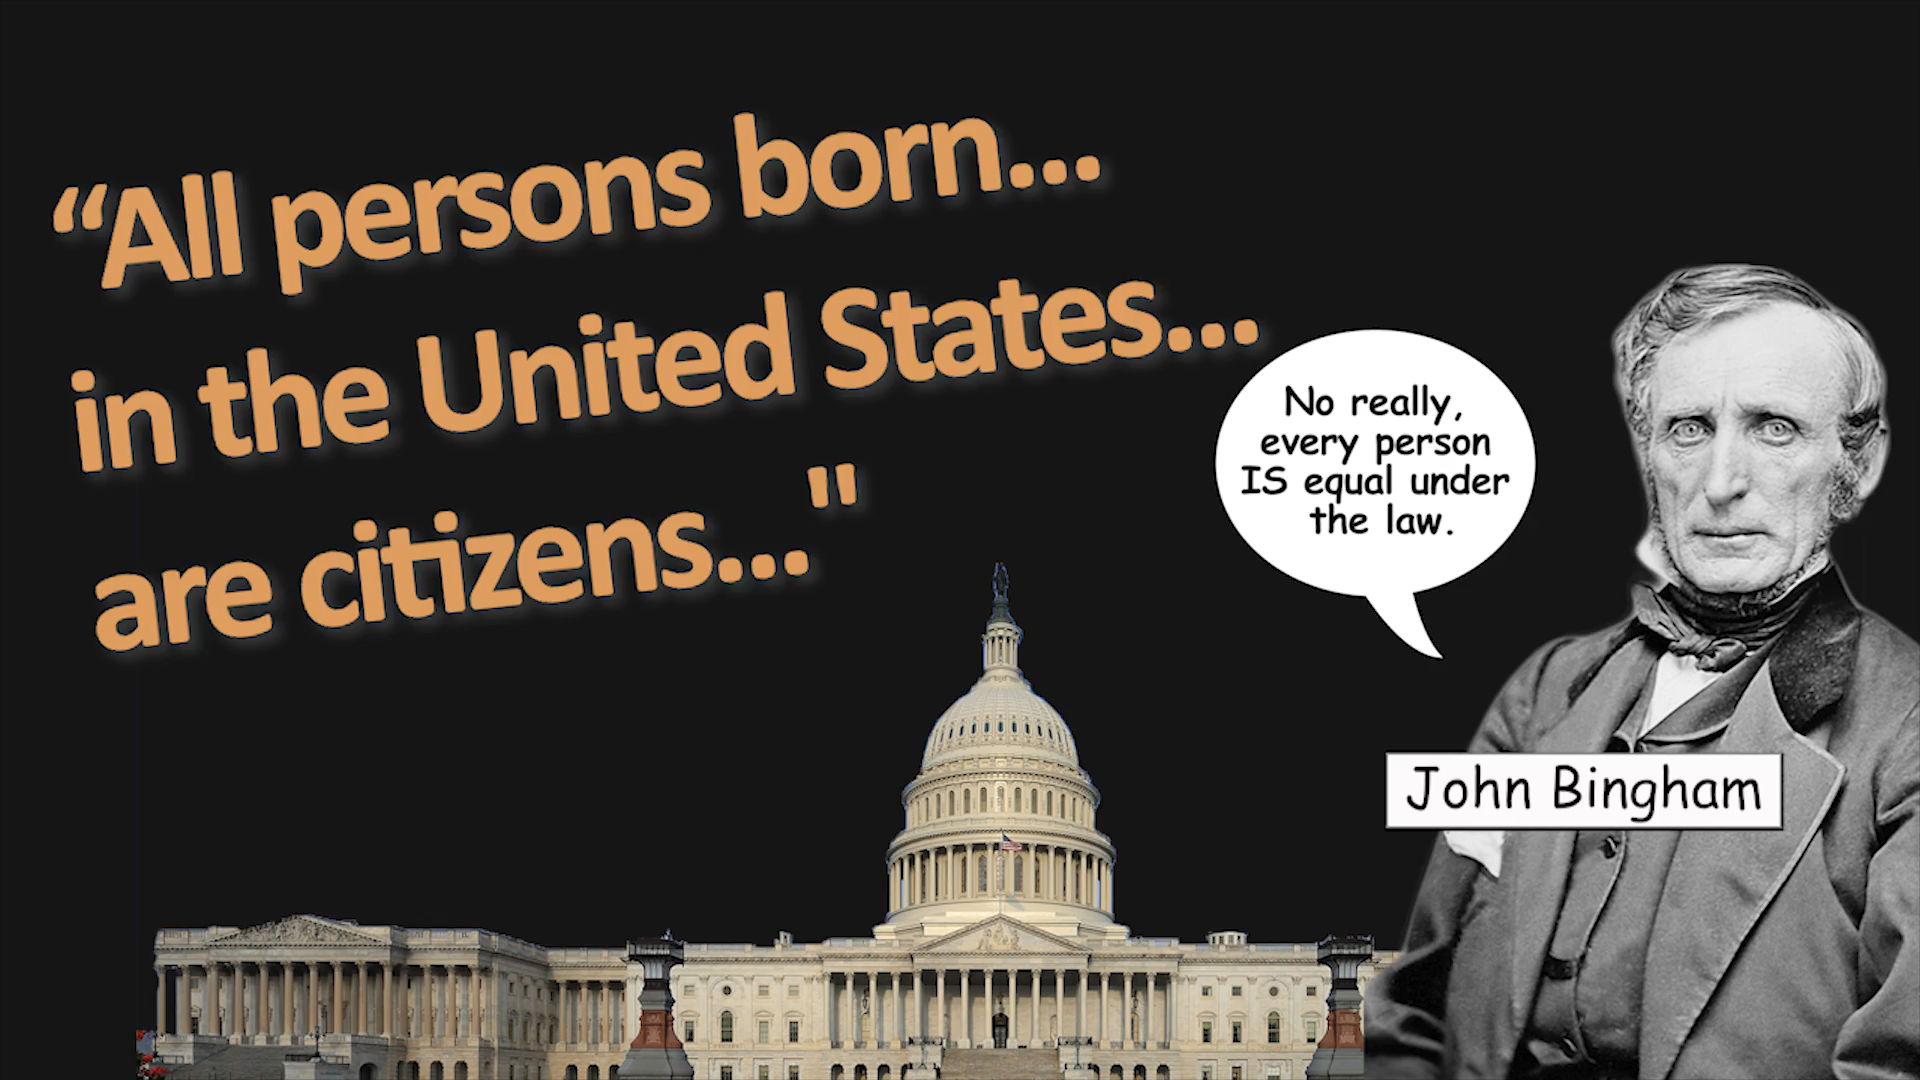 “All persons born...
in the United States...
are citizens..."
No really,
every person
IS equal under
the law.
John Bingham